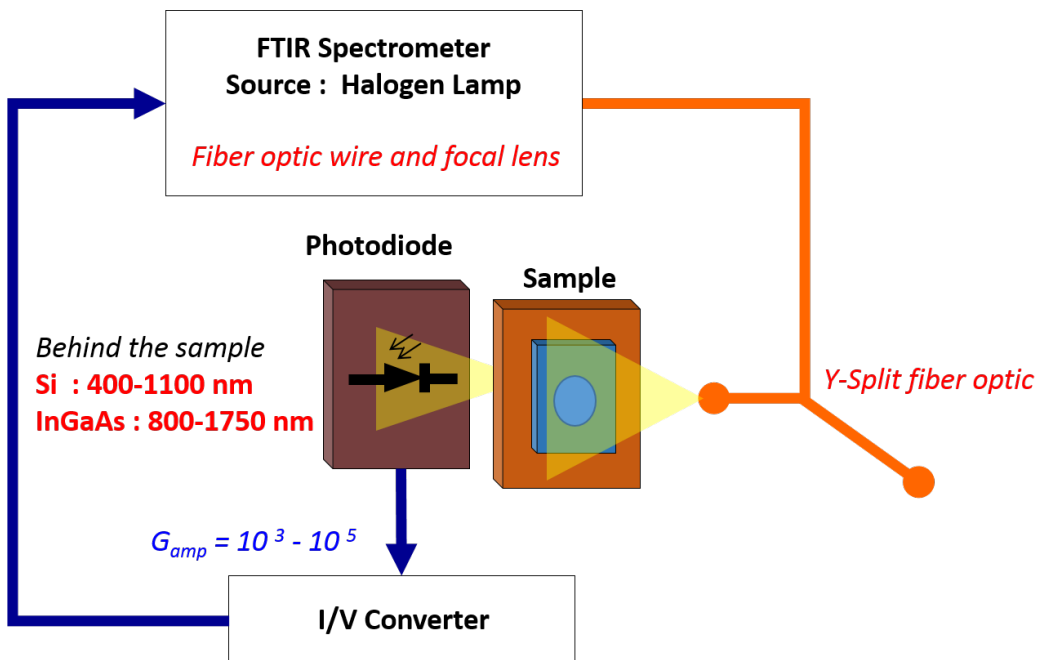 FTIR Spectrometer
Source :  Halogen Lamp
Fiber optic wire and focal lens
Photodiode
Sample
Behind the sample
Si  : 400-1100 nm
InGaAs : 800-1750 nm
Y-Split fiber optic
G_amp = 10 ³ - 10 ⁵
I/V Converter